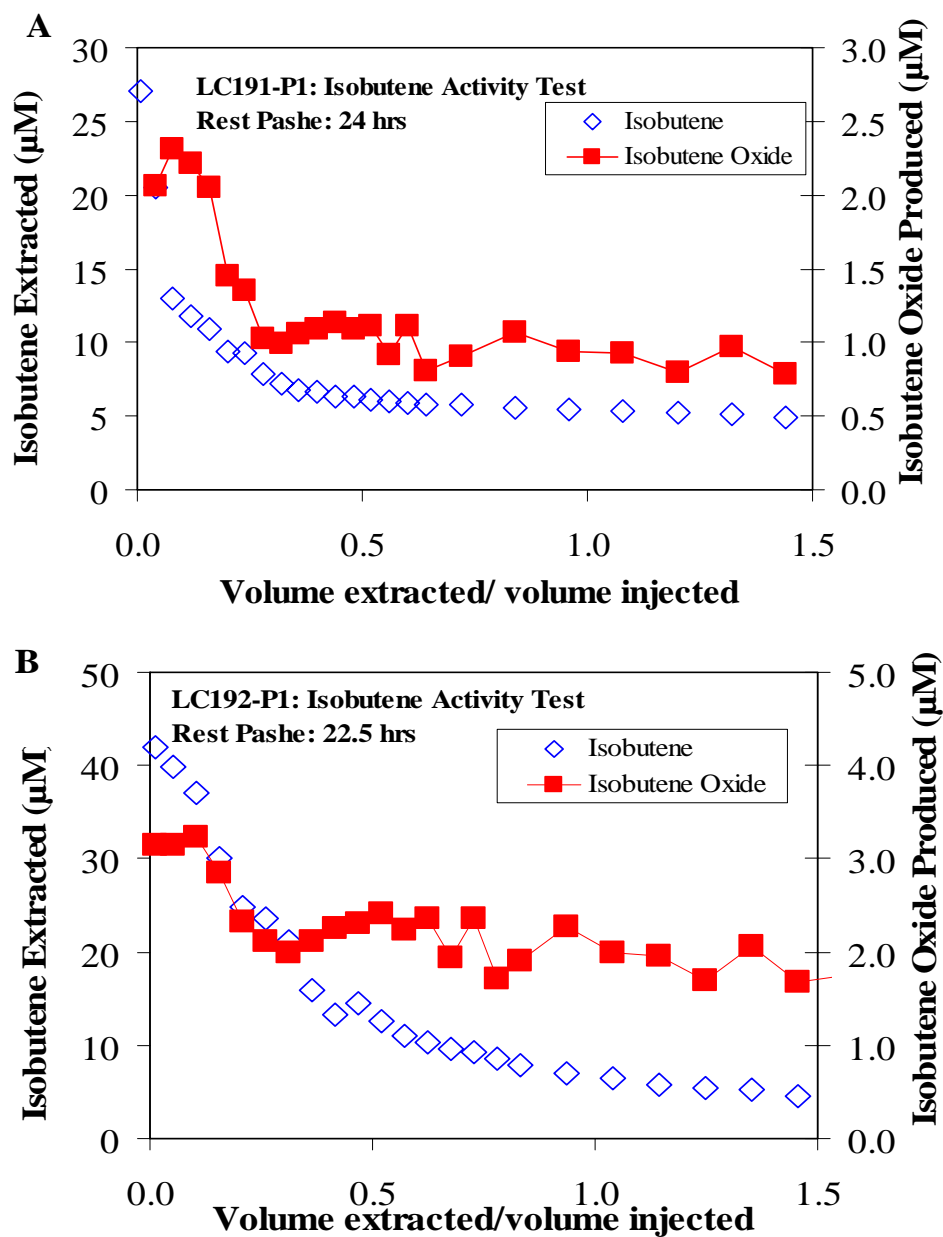 A
LC191-P1: Isobutene Activity Test
Rest Pashe: 24 hrs
Isobutene
Isobutene Oxide
Isobutene Extracted (µM)
30
25
20
15
10
5
0
Isobutene Oxide Produced (µM)
3.0
2.5
2.0
1.5
1.0
0.5
0.0
0.0 0.5 1.0 1.5
Volume extracted/ volume injected
B
LC192-P1: Isobutene Activity Test
Rest Pashe: 22.5 hrs
Isobutene
Isobutene Oxide
Isobutene Extracted (µM)
50
40
30
20
10
0
Isobutene Oxide Produced (µM)
5.0
4.0
3.0
2.0
1.0
0.0
0.0 0.5 1.0 1.5
Volume extracted/volume injected